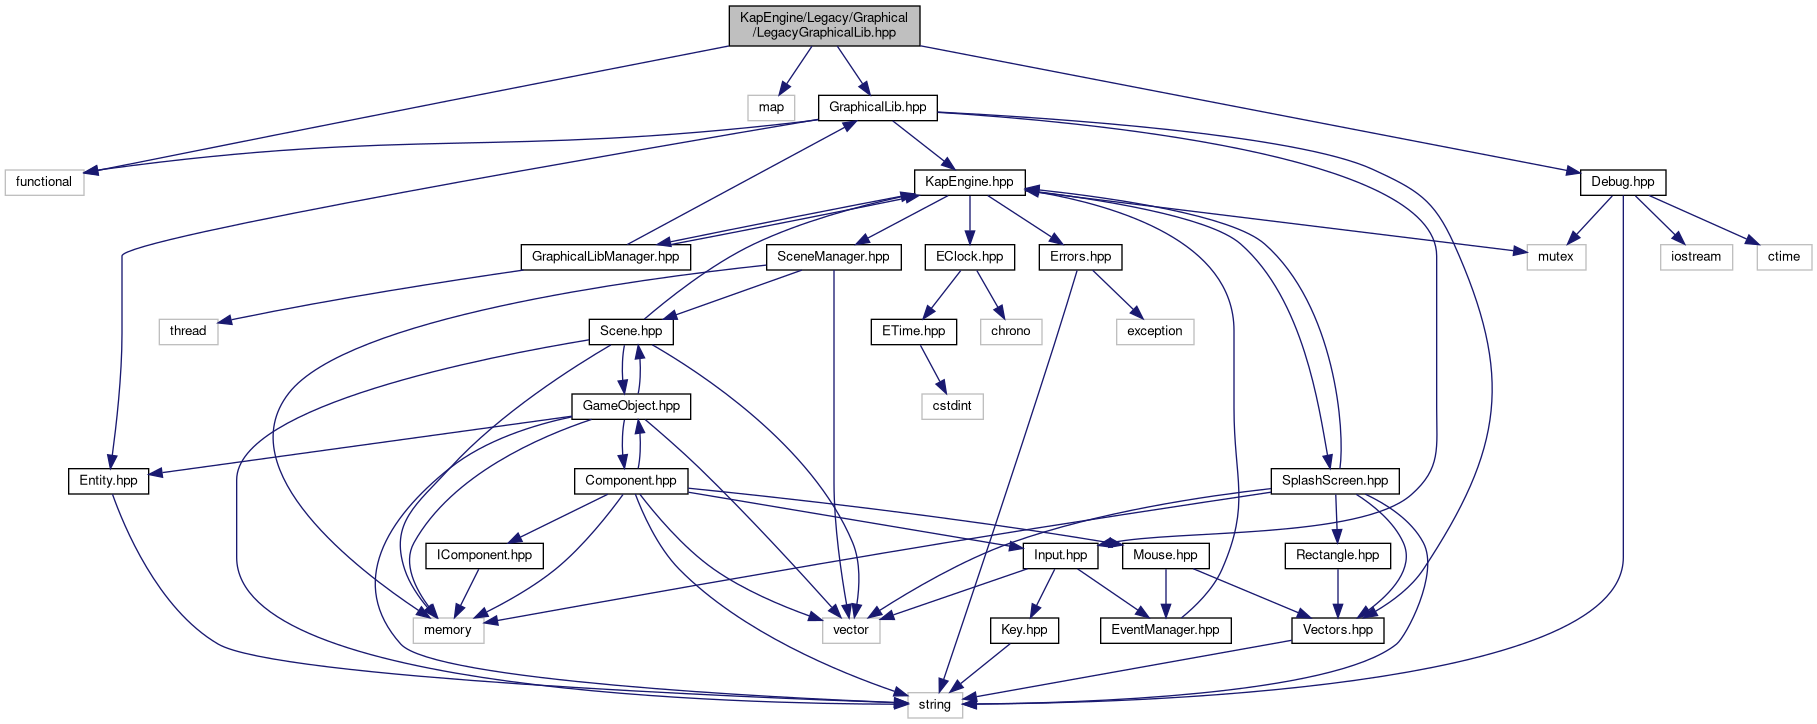 KapEngine/Legacy/Graphical
/LegacyGraphicalLib.hpp
map
GraphicalLib.hpp
functional
KapEngine.hpp
Debug.hpp
GraphicalLibManager.hpp
SceneManager.hpp
EClock.hpp
Errors.hpp
mutex
iostream
ctime
thread
Scene.hpp
ETime.hpp
chrono
exception
GameObject.hpp
cstdint
Entity.hpp
Component.hpp
SplashScreen.hpp
IComponent.hpp
Input.hpp
Mouse.hpp
Rectangle.hpp
memory
vector
Key.hpp
EventManager.hpp
Vectors.hpp
string